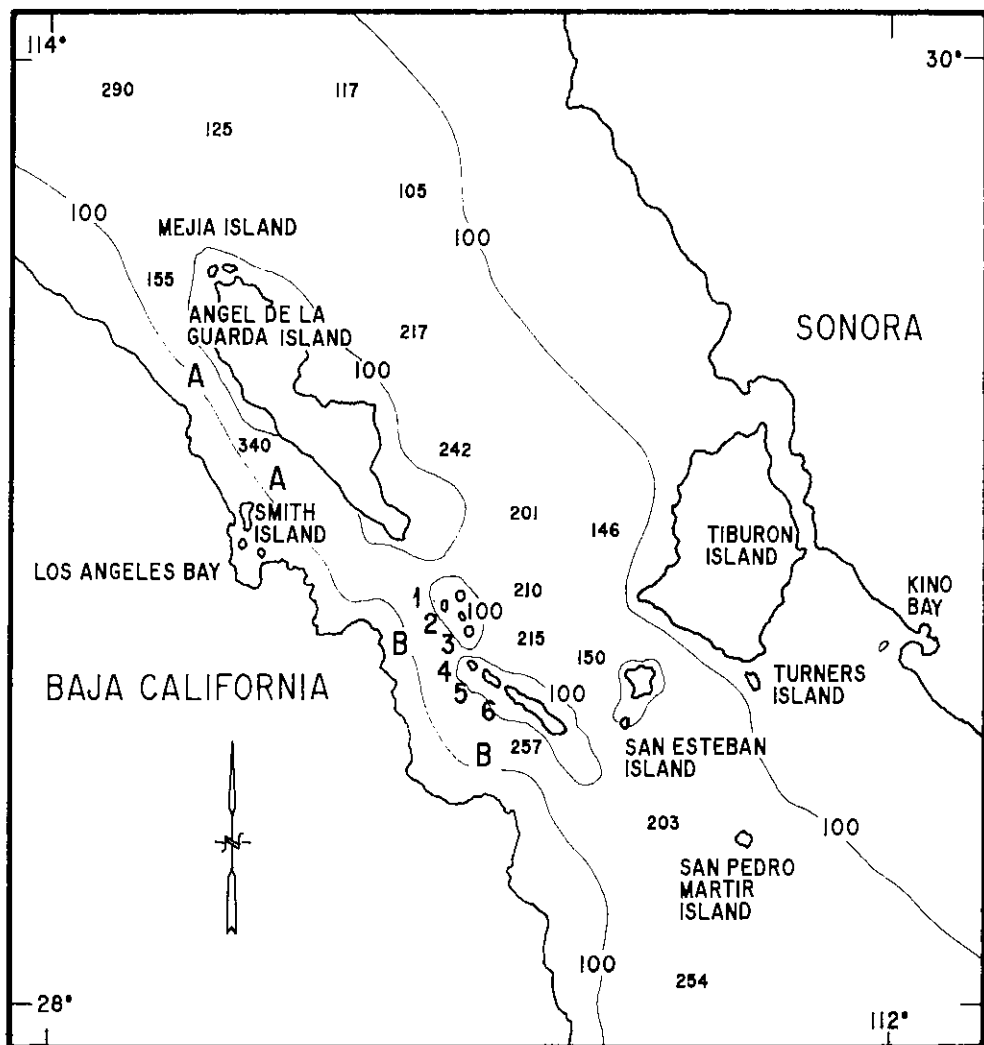 114°
30°
290
117
125
105
100
100
MEJIA ISLAND
155
ANGEL DE LA
GUARDA ISLAND
217
SONORA
100
A
340
242
A
SMITH
ISLAND
201
146
TIBURON
ISLAND
LOS ANGELES BAY
KINO
BAY
1
210
2
100
3
215
B
4
150
BAJA CALIFORNIA
5
100
TURNERS
ISLAND
6
B
257
SAN ESTEBAN
ISLAND
N
203
100
SAN PEDRO
MARTIR
ISLAND
100
254
28°
112°